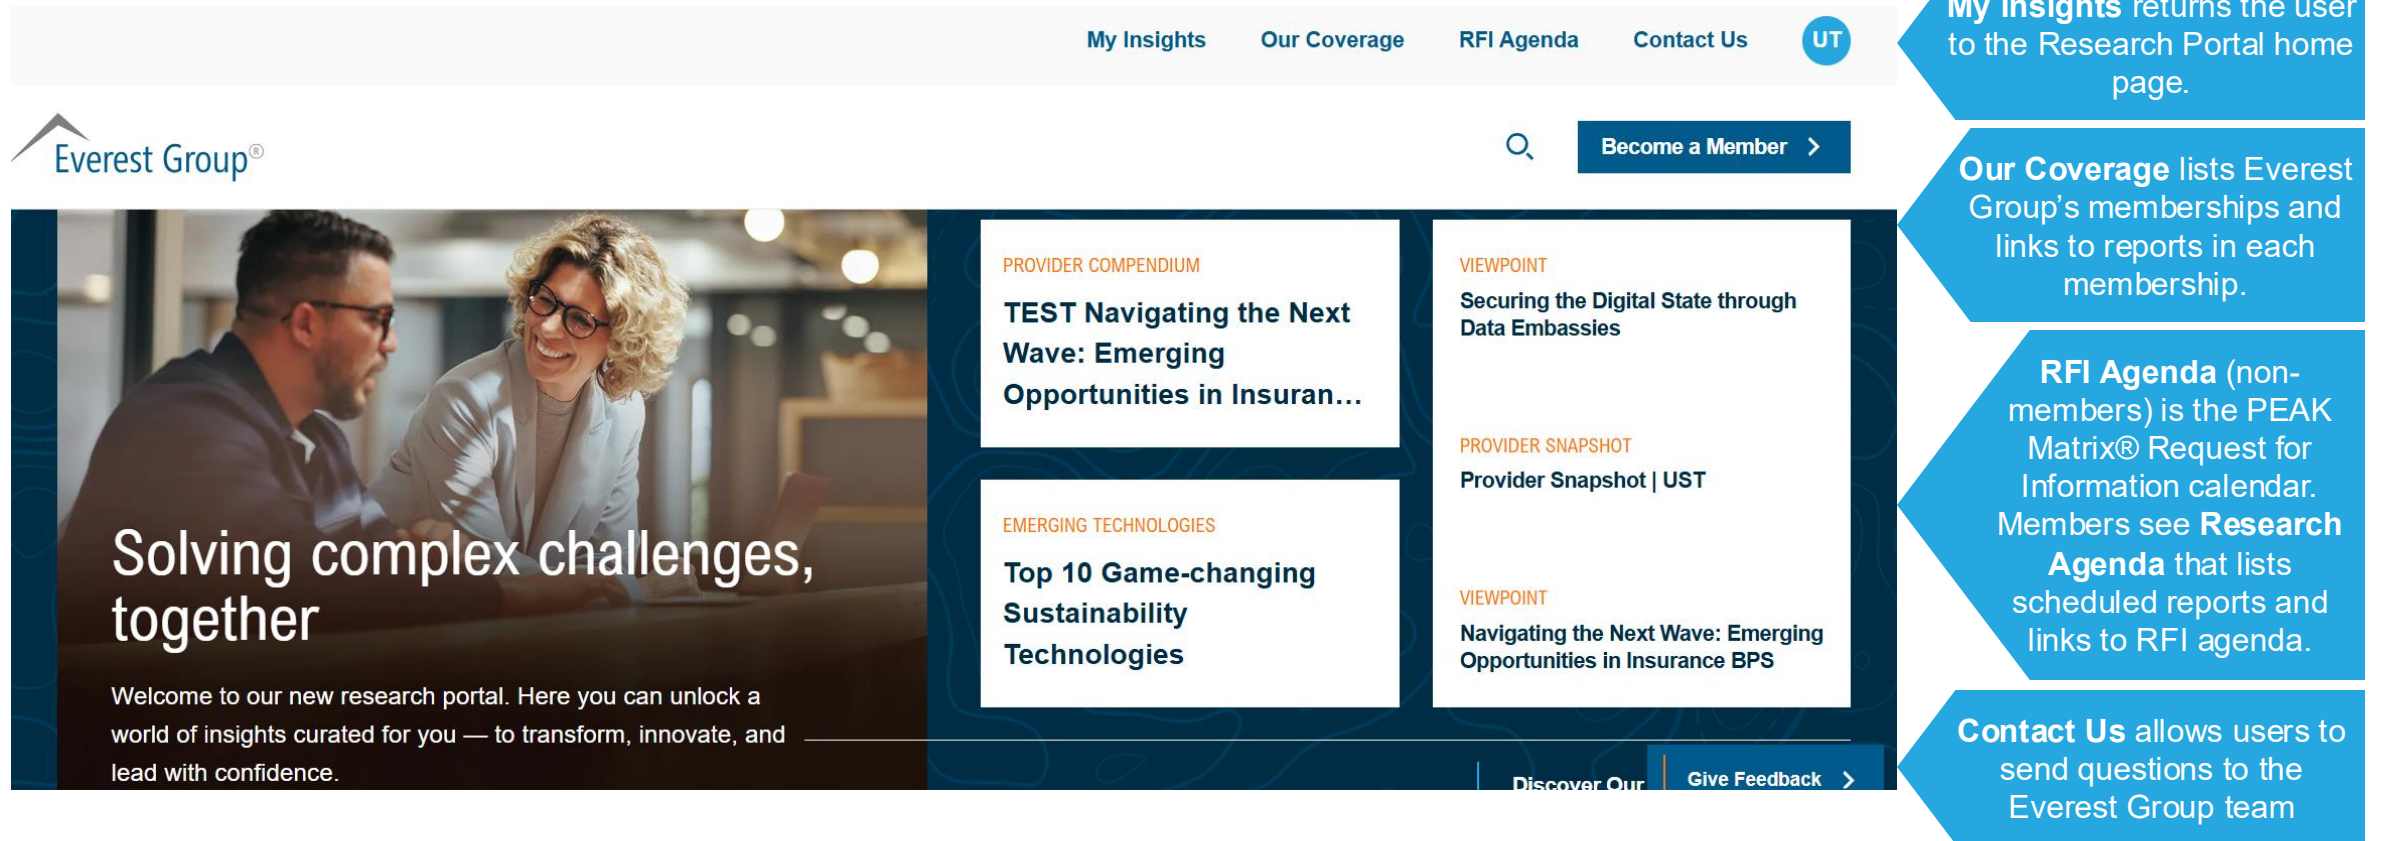 My Insights Our Coverage RFI Agenda Contact Us UT
Everest Group®
Become a Member
Solving complex challenges,
together
Welcome to our new research portal. Here you can unlock a
world of insights curated for you — to transform, innovate, and
lead with confidence.
PROVIDER COMPENDIUM
TEST Navigating the Next
Wave: Emerging
Opportunities in Insuran...
EMERGING TECHNOLOGIES
Top 10 Game-changing
Sustainability
Technologies
VIEWPOINT
Securing the Digital State through
Data Embassies
PROVIDER SNAPSHOT
Provider Snapshot | UST
VIEWPOINT
Navigating the Next Wave: Emerging
Opportunities in Insurance BPS
Discover Our
Give Feedback
My Insights returns the user
to the Research Portal home
page.
Our Coverage lists Everest
Group’s memberships and
links to reports in each
membership.
RFI Agenda (non-
members) is the PEAK
Matrix® Request for
Information calendar.
Members see Research
Agenda that lists
scheduled reports and
links to RFI agenda.
Contact Us allows users to
send questions to the
Everest Group team